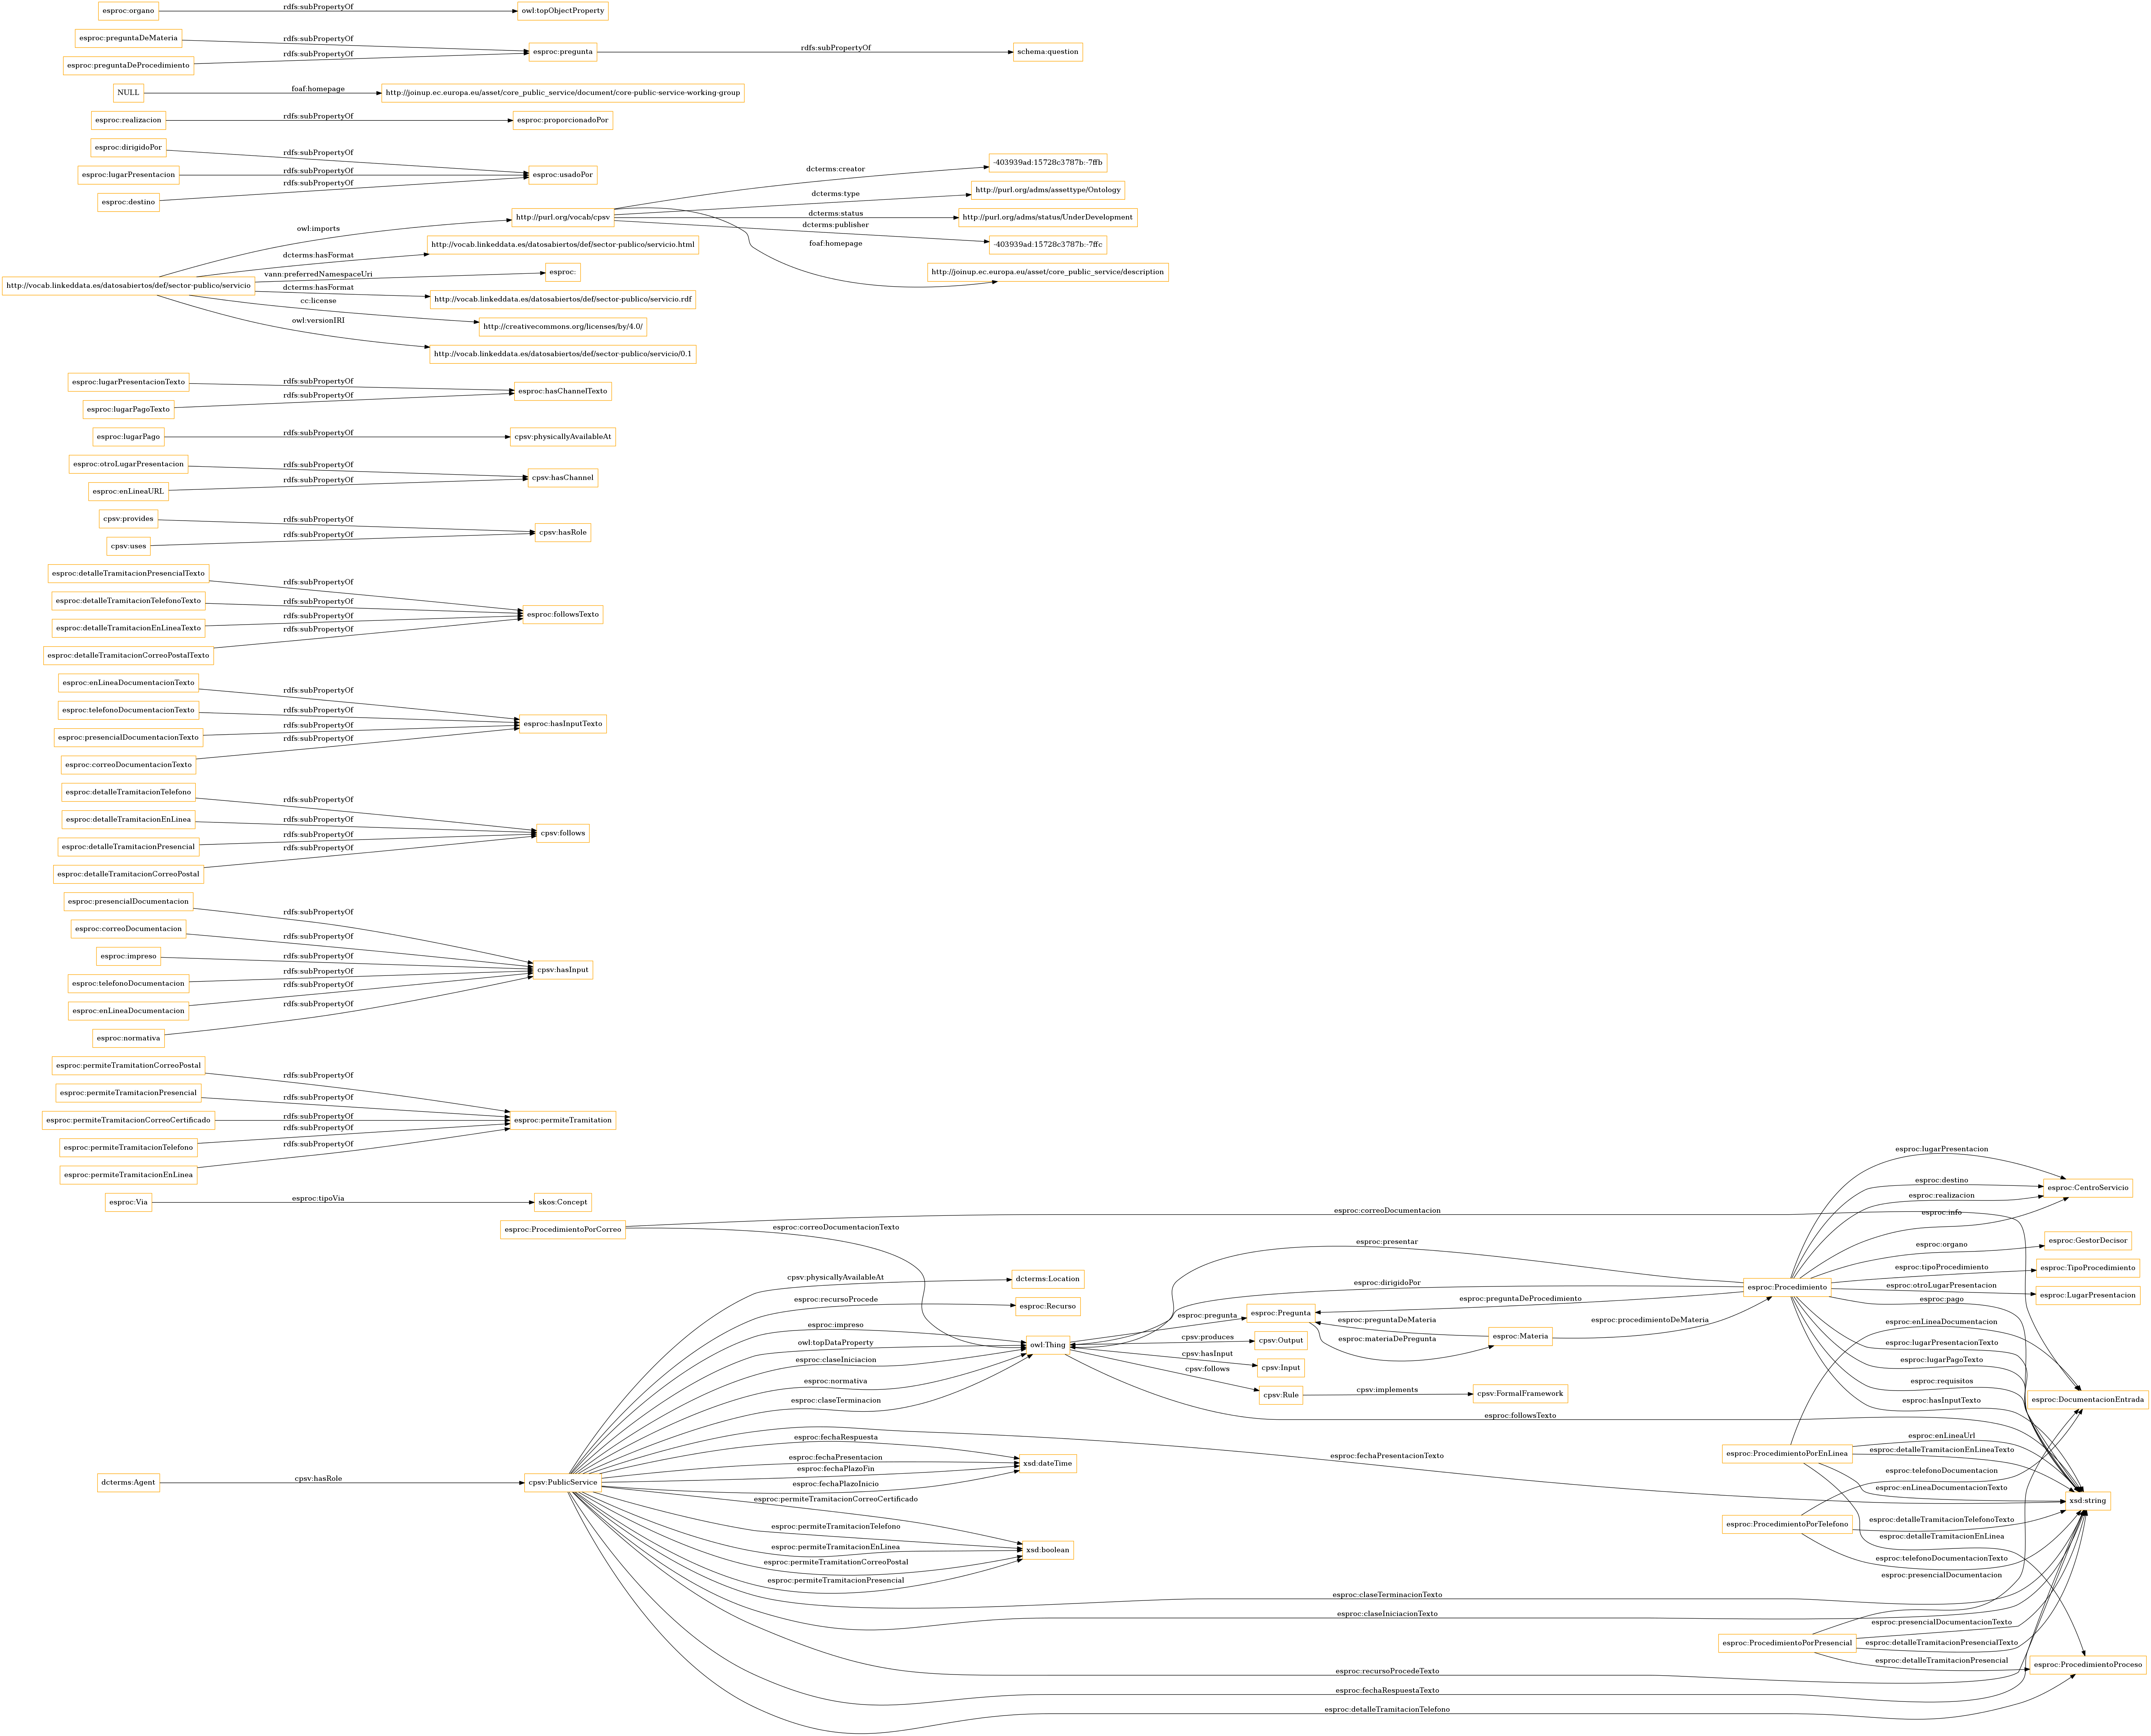 esproc:organo
rdfs:subPropertyOf
owl:topObjectProperty
esproc:preguntaDeMateria
rdfs:subPropertyOf
esproc:preguntaDeProcedimiento
rdfs:subPropertyOf
esproc:pregunta
rdfs:subPropertyOf
schema:question
NULL
foaf:homepage
http://joinup.ec.europa.eu/asset/core_public_service/document/core-public-service-working-group
esproc:realizacion
rdfs:subPropertyOf
esproc:proporcionadoPor
esproc:dirigidoPor
rdfs:subPropertyOf
esproc:lugarPresentacion
rdfs:subPropertyOf
esproc:destino
rdfs:subPropertyOf
esproc:usadoPor
http://vocab.linkeddata.es/datosabiertos/def/sector-publico/servicio
owl:imports
http://purl.org/vocab/cpsv
dcterms:creator
-403939ad:15728c3787b:-7ffb
dcterms:type
http://purl.org/adms/assettype/Ontology
dcterms:status
http://purl.org/adms/status/UnderDevelopment
dcterms:publisher
-403939ad:15728c3787b:-7ffc
foaf:homepage
http://joinup.ec.europa.eu/asset/core_public_service/description
dcterms:hasFormat
http://vocab.linkeddata.es/datosabiertos/def/sector-publico/servicio.html
vann:preferredNamespaceUri
esproc:
dcterms:hasFormat
http://vocab.linkeddata.es/datosabiertos/def/sector-publico/servicio.rdf
cc:license
http://creativecommons.org/licenses/by/4.0/
owl:versionIRI
http://vocab.linkeddata.es/datosabiertos/def/sector-publico/servicio/0.1
esproc:lugarPresentacionTexto
rdfs:subPropertyOf
esproc:lugarPagoTexto
rdfs:subPropertyOf
esproc:hasChannelTexto
esproc:lugarPago
rdfs:subPropertyOf
cpsv:physicallyAvailableAt
esproc:otroLugarPresentacion
rdfs:subPropertyOf
esproc:enLineaURL
rdfs:subPropertyOf
cpsv:hasChannel
cpsv:provides
rdfs:subPropertyOf
cpsv:uses
rdfs:subPropertyOf
cpsv:hasRole
esproc:detalleTramitacionPresencialTexto
rdfs:subPropertyOf
esproc:detalleTramitacionTelefonoTexto
rdfs:subPropertyOf
esproc:detalleTramitacionEnLineaTexto
rdfs:subPropertyOf
esproc:detalleTramitacionCorreoPostalTexto
rdfs:subPropertyOf
esproc:followsTexto
esproc:enLineaDocumentacionTexto
rdfs:subPropertyOf
esproc:telefonoDocumentacionTexto
rdfs:subPropertyOf
esproc:presencialDocumentacionTexto
rdfs:subPropertyOf
esproc:correoDocumentacionTexto
rdfs:subPropertyOf
esproc:hasInputTexto
esproc:detalleTramitacionTelefono
rdfs:subPropertyOf
esproc:detalleTramitacionEnLinea
rdfs:subPropertyOf
esproc:detalleTramitacionPresencial
rdfs:subPropertyOf
esproc:detalleTramitacionCorreoPostal
rdfs:subPropertyOf
cpsv:follows
esproc:presencialDocumentacion
rdfs:subPropertyOf
esproc:correoDocumentacion
rdfs:subPropertyOf
esproc:impreso
rdfs:subPropertyOf
esproc:telefonoDocumentacion
rdfs:subPropertyOf
esproc:enLineaDocumentacion
rdfs:subPropertyOf
esproc:normativa
rdfs:subPropertyOf
cpsv:hasInput
esproc:permiteTramitationCorreoPostal
rdfs:subPropertyOf
esproc:permiteTramitacionPresencial
rdfs:subPropertyOf
esproc:permiteTramitacionCorreoCertificado
rdfs:subPropertyOf
esproc:permiteTramitacionTelefono
rdfs:subPropertyOf
esproc:permiteTramitacionEnLinea
rdfs:subPropertyOf
esproc:permiteTramitation
esproc:Via
esproc:tipoVia
skos:Concept
esproc:ProcedimientoPorCorreo
esproc:correoDocumentacion
esproc:correoDocumentacionTexto
dcterms:Agent
cpsv:hasRole
cpsv:PublicService
cpsv:physicallyAvailableAt
dcterms:Location
esproc:recursoProcede
esproc:Recurso
esproc:impreso
owl:topDataProperty
esproc:claseIniciacion
esproc:normativa
esproc:claseTerminacion
owl:Thing
esproc:fechaPresentacionTexto
esproc:fechaRespuesta
esproc:fechaPresentacion
esproc:fechaPlazoFin
esproc:fechaPlazoInicio
xsd:dateTime
esproc:permiteTramitacionCorreoCertificado
esproc:permiteTramitacionTelefono
esproc:permiteTramitacionEnLinea
esproc:permiteTramitationCorreoPostal
esproc:permiteTramitacionPresencial
xsd:boolean
esproc:claseTerminacionTexto
esproc:claseIniciacionTexto
esproc:recursoProcedeTexto
esproc:fechaRespuestaTexto
esproc:detalleTramitacionTelefono
esproc:presentar
esproc:dirigidoPor
esproc:pregunta
esproc:Pregunta
cpsv:produces
cpsv:Output
cpsv:hasInput
cpsv:Input
cpsv:follows
cpsv:Rule
cpsv:implements
cpsv:FormalFramework
esproc:followsTexto
esproc:preguntaDeProcedimiento
esproc:preguntaDeMateria
esproc:materiaDePregunta
esproc:Materia
esproc:procedimientoDeMateria
esproc:Procedimiento
esproc:lugarPresentacion
esproc:destino
esproc:realizacion
esproc:info
esproc:CentroServicio
esproc:organo
esproc:GestorDecisor
esproc:tipoProcedimiento
esproc:TipoProcedimiento
esproc:otroLugarPresentacion
esproc:LugarPresentacion
esproc:pago
esproc:lugarPresentacionTexto
esproc:lugarPagoTexto
esproc:requisitos
esproc:hasInputTexto
esproc:enLineaDocumentacion
esproc:DocumentacionEntrada
esproc:ProcedimientoPorEnLinea
esproc:enLineaUrl
esproc:detalleTramitacionEnLineaTexto
esproc:telefonoDocumentacion
esproc:enLineaDocumentacionTexto
xsd:string
esproc:ProcedimientoPorTelefono
esproc:detalleTramitacionTelefonoTexto
esproc:detalleTramitacionEnLinea
esproc:telefonoDocumentacionTexto
esproc:presencialDocumentacion
esproc:ProcedimientoPorPresencial
esproc:presencialDocumentacionTexto
esproc:detalleTramitacionPresencialTexto
esproc:detalleTramitacionPresencial
esproc:ProcedimientoProceso